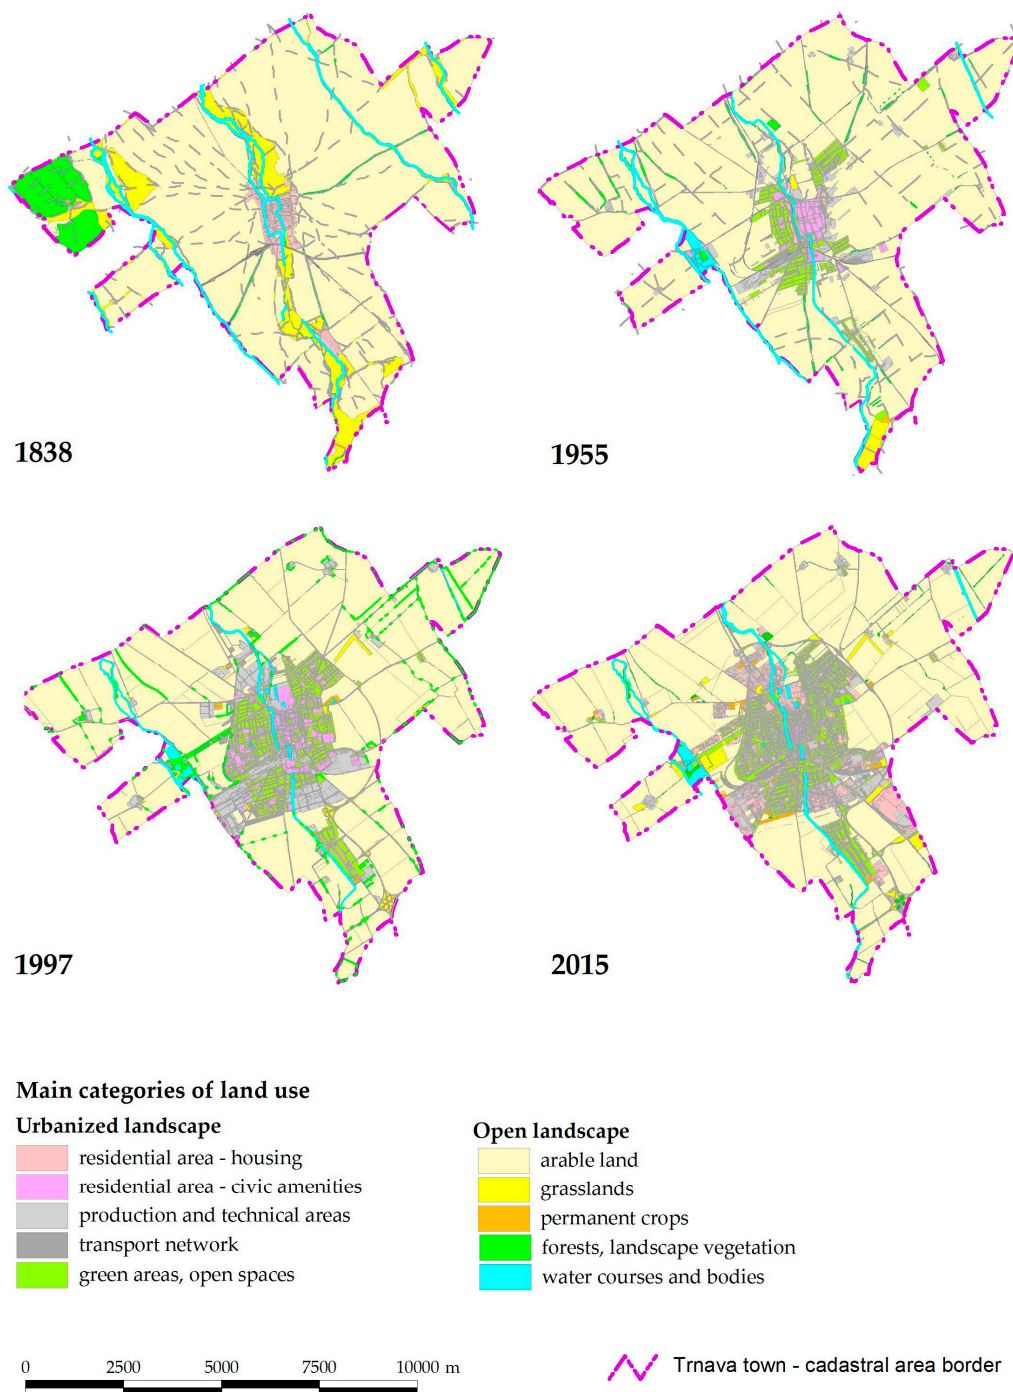 1838
1955
1997
2015
Main categories of land use
Urbanized landscape
residential area - housing
residential area - civic amenities
production and technical areas
transport network
green areas, open spaces
Open landscape
arable land
grasslands
permanent crops
forests, landscape vegetation
water courses and bodies
0 2500 5000 7500 10000 m
Trnava town - cadastral area border